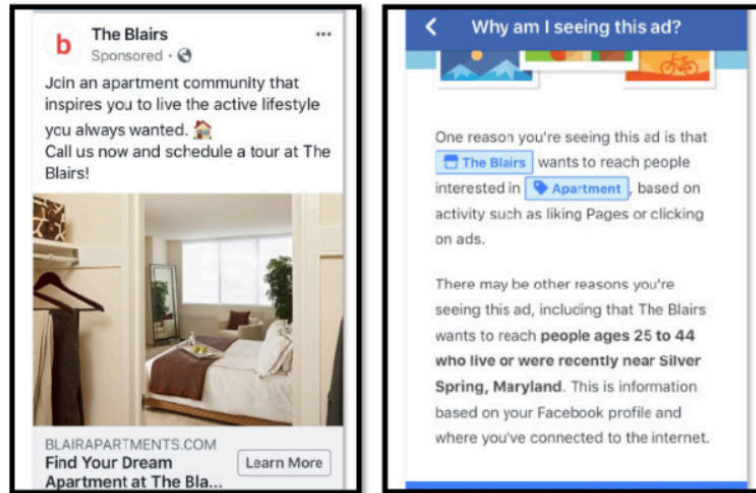 b
The Blairs
Sponsored ·
Join an apartment community that
inspires you to live the active lifestyle
you always wanted.
Call us now and schedule a tour at The
Blairs!
BLAIRAPARTMENTS.COM
Find Your Dream
Apartment at The Bla...
Learn More
Why am I seeing this ad?
One reason you're seeing this ad is that
The Blairs wants to reach people
interested in Apartment, based on
activity such as liking Pages or clicking
on ads.
There may be other reasons you're
seeing this ad, including that The Blairs
wants to reach people ages 25 to 44
who live or were recently near Silver
Spring, Maryland. This is information
based on your Facebook profile and
where you've connected to the internet.